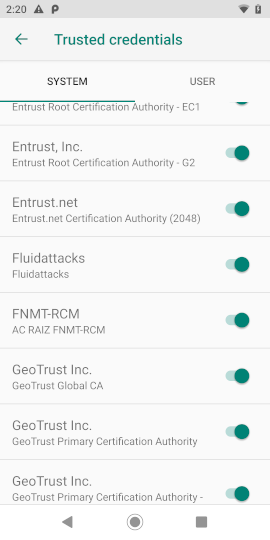 2:20
Trusted credentials
SYSTEM
USER
Entrust Root Certification Authority - EC1
Entrust, Inc.
Entrust Root Certification Authority - G2
Entrust.net
Entrust.net Certification Authority (2048)
Fluidattacks
Fluidattacks
FNMT-RCM
AC RAIZ FNMT-RCM
GeoTrust Inc.
GeoTrust Global CA
GeoTrust Inc.
GeoTrust Primary Certification Authority
GeoTrust Inc.
GeoTrust Primary Certification Authority -